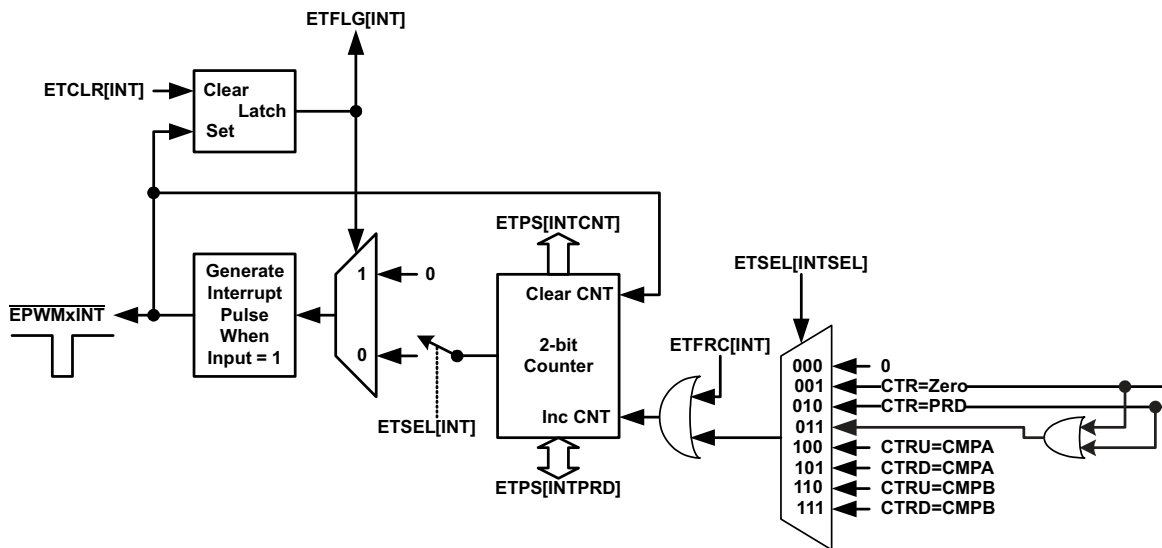 ETFLG[INT]
ETCLR[INT]
Clear
Latch
Set
ETPS[INTCNT]
ETSEL[INTSEL]
Generate
Interrupt
Pulse
When
Input = 1
EPWMxINT
1
0
0
Clear CNT
2-bit
Counter
Inc CNT
ETSEL[INT]
ETPS[INTPRD]
ETFRC[INT]
000
0
001
CTR=Zero
010
CTR=PRD
011
100
CTRU=CMPA
101
CTRD=CMPA
110
CTRU=CMPB
111
CTRD=CMPB